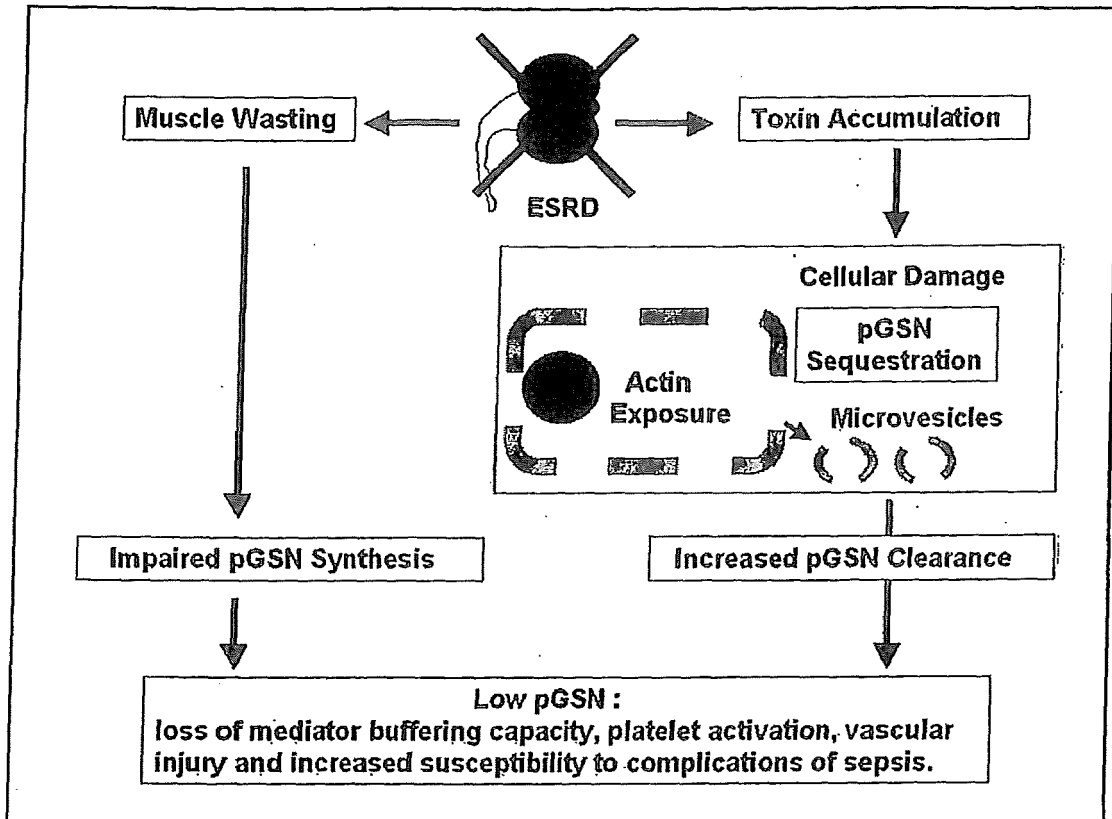 Muscle Wasting
Toxin Accumulation
ESRD
Cellular Damage
pGSN
Sequestration
Actin
Exposure
Microvesicles
Impaired pGSN Synthesis
Increased pGSN Clearance
Low pGSN :
loss of mediator buffering capacity, platelet activation, vascular
injury and increased susceptibility to complications of sepsis.